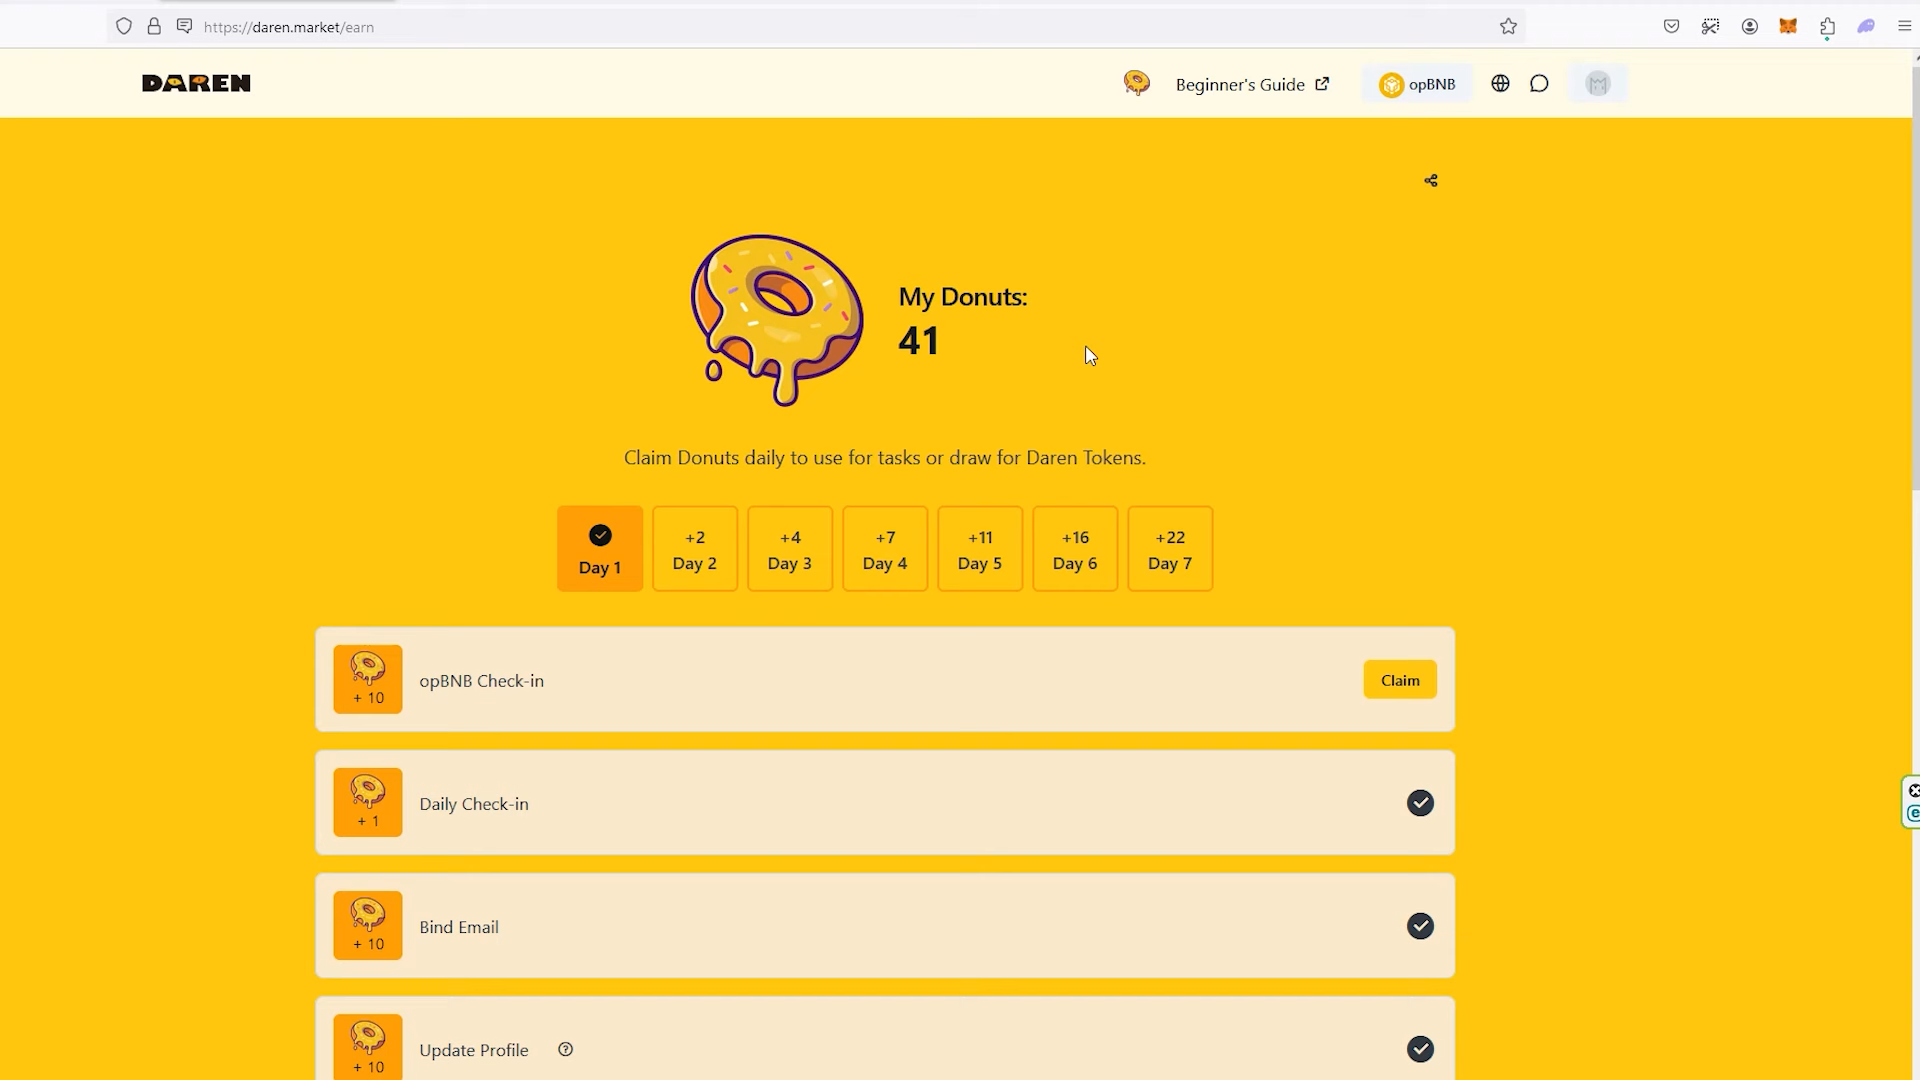 https://daren.market/earn
DAREN
Beginner's Guide
opBNB
My Donuts:
41
Claim Donuts daily to use for tasks or draw for Daren Tokens.
Day 1
+2
Day 2
+4
Day 3
+7
Day 4
+11
Day 5
+16
Day 6
+22
Day 7
+ 10
opBNB Check-in
Claim
+ 1
Daily Check-in
+ 10
Bind Email
+ 10
Update Profile